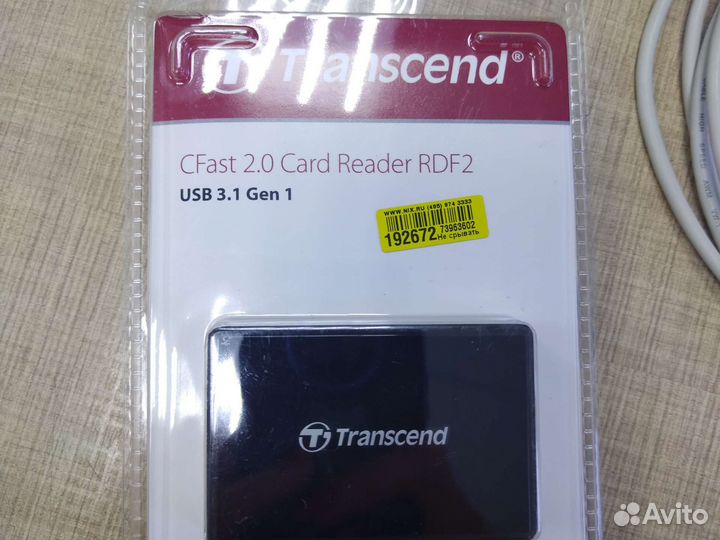 Transcend®
CFast 2.0 Card Reader RDF2
USB 3.1 Gen 1
WWW.NIX.RU (495) 974 3333
192672 73963602
Не срывать
Transcend
Avito